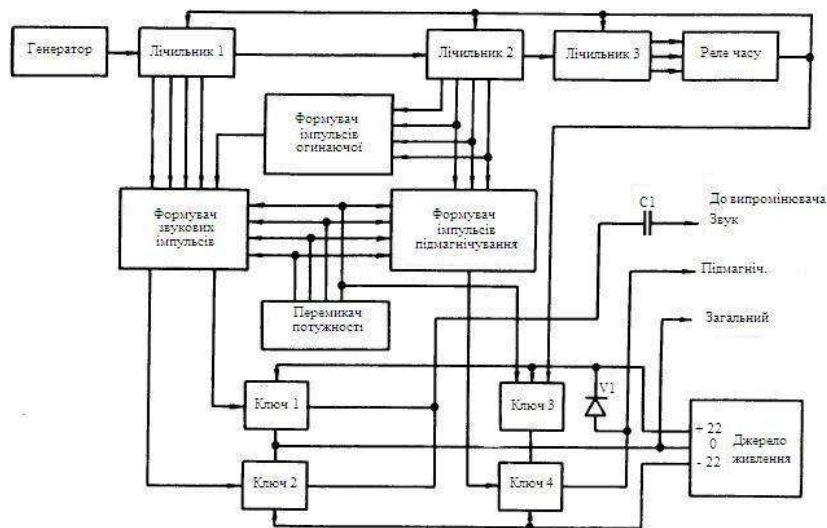 Генератор
Лічильник 1
Лічильник 2
Лічильник 3
Реле часу
Формувач
імпульсів
огинаючої
Формувач
звукових
імпульсів
Формувач
імпульсів
підмагнічування
С1
До випромінювача
Звук
Підмагніч.
Загальний
Перемикач
потужності
Ключ 1
Ключ 3
V1
+ 22
0
- 22
Джерело
живлення
Ключ 2
Ключ 4